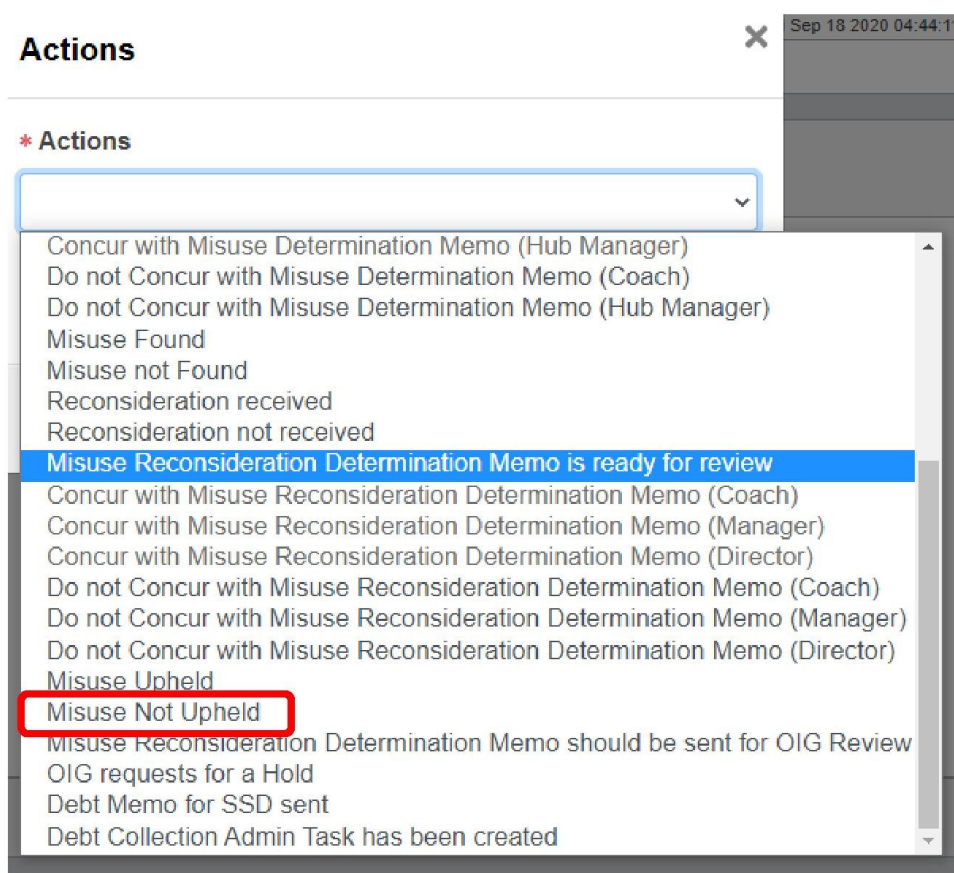 Sep 18 2020 04:44:11
Actions
* Actions
Concur with Misuse Determination Memo (Hub Manager)
Do not Concur with Misuse Determination Memo (Coach)
Do not Concur with Misuse Determination Memo (Hub Manager)
Misuse Found
Misuse not Found
Reconsideration received
Reconsideration not received
Misuse Reconsideration Determination Memo is ready for review
Concur with Misuse Reconsideration Determination Memo (Coach)
Concur with Misuse Reconsideration Determination Memo (Manager)
Concur with Misuse Reconsideration Determination Memo (Director)
Do not Concur with Misuse Reconsideration Determination Memo (Coach)
Do not Concur with Misuse Reconsideration Determination Memo (Manager)
Do not Concur with Misuse Reconsideration Determination Memo (Director)
Misuse Upheld
Misuse Not Upheld
Misuse Reconsideration Determination Memo should be sent for OIG Review
OIG requests for a Hold
Debt Memo for SSD sent
Debt Collection Admin Task has been created